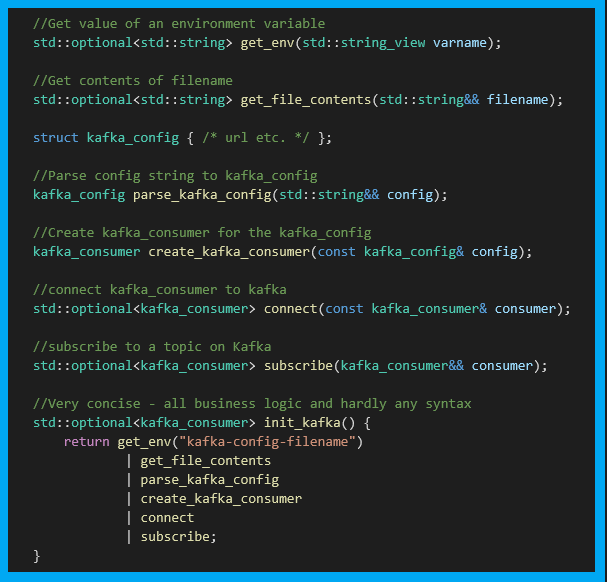 //Get value of an environment variable
std::optional<std::string> get_env(std::string_view varname);
//Get contents of filename
std::optional<std::string> get_file_contents(std::string&& filename);
struct kafka_config { /* url etc. */ };
//Parse config string to kafka_config
kafka_config parse_kafka_config(std::string&& config);
//Create kafka_consumer for the kafka_config
kafka_consumer create_kafka_consumer(const kafka_config& config);
//connect kafka_consumer to kafka
std::optional<kafka_consumer> connect(const kafka_consumer& consumer);
//subscribe to a topic on Kafka
std::optional<kafka_consumer> subscribe(kafka_consumer&& consumer);
//Very concise - all business logic and hardly any syntax
std::optional<kafka_consumer> init_kafka() {
return get_env("kafka-config-filename")
| get_file_contents
| parse_kafka_config
| create_kafka_consumer
| connect
| subscribe;
}